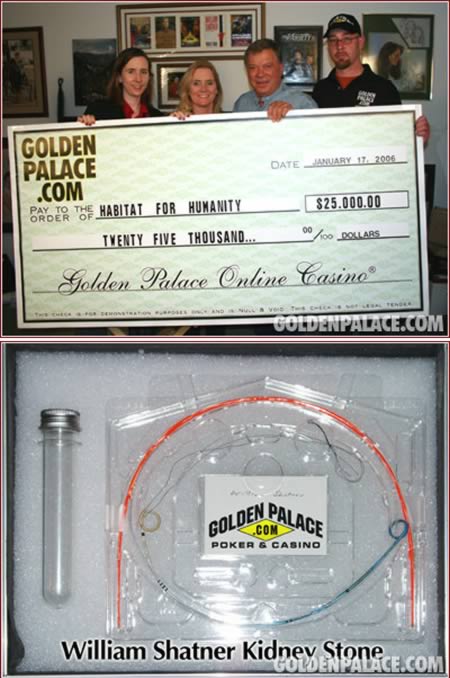 GOLDEN
PALACE
.COM
DATE JANUARY 17, 2006
PAY TO THE
ORDER OF HABITAT FOR HUMANITY $25.000.00
TWENTY FIVE THOUSAND... 00/100 DOLLARS
Golden Palace Online Casino®
THIS CHECK IS FOR DEMONSTRATION PURPOSES ONLY AND IS NULL & VOID. THIS CHECK IS NOT LEGAL TENDER
GOLDENPALACE.COM
William Shatner
GOLDEN PALACE
.COM
POKER & CASINO
William Shatner Kidney Stone
GOLDENPALACE.COM